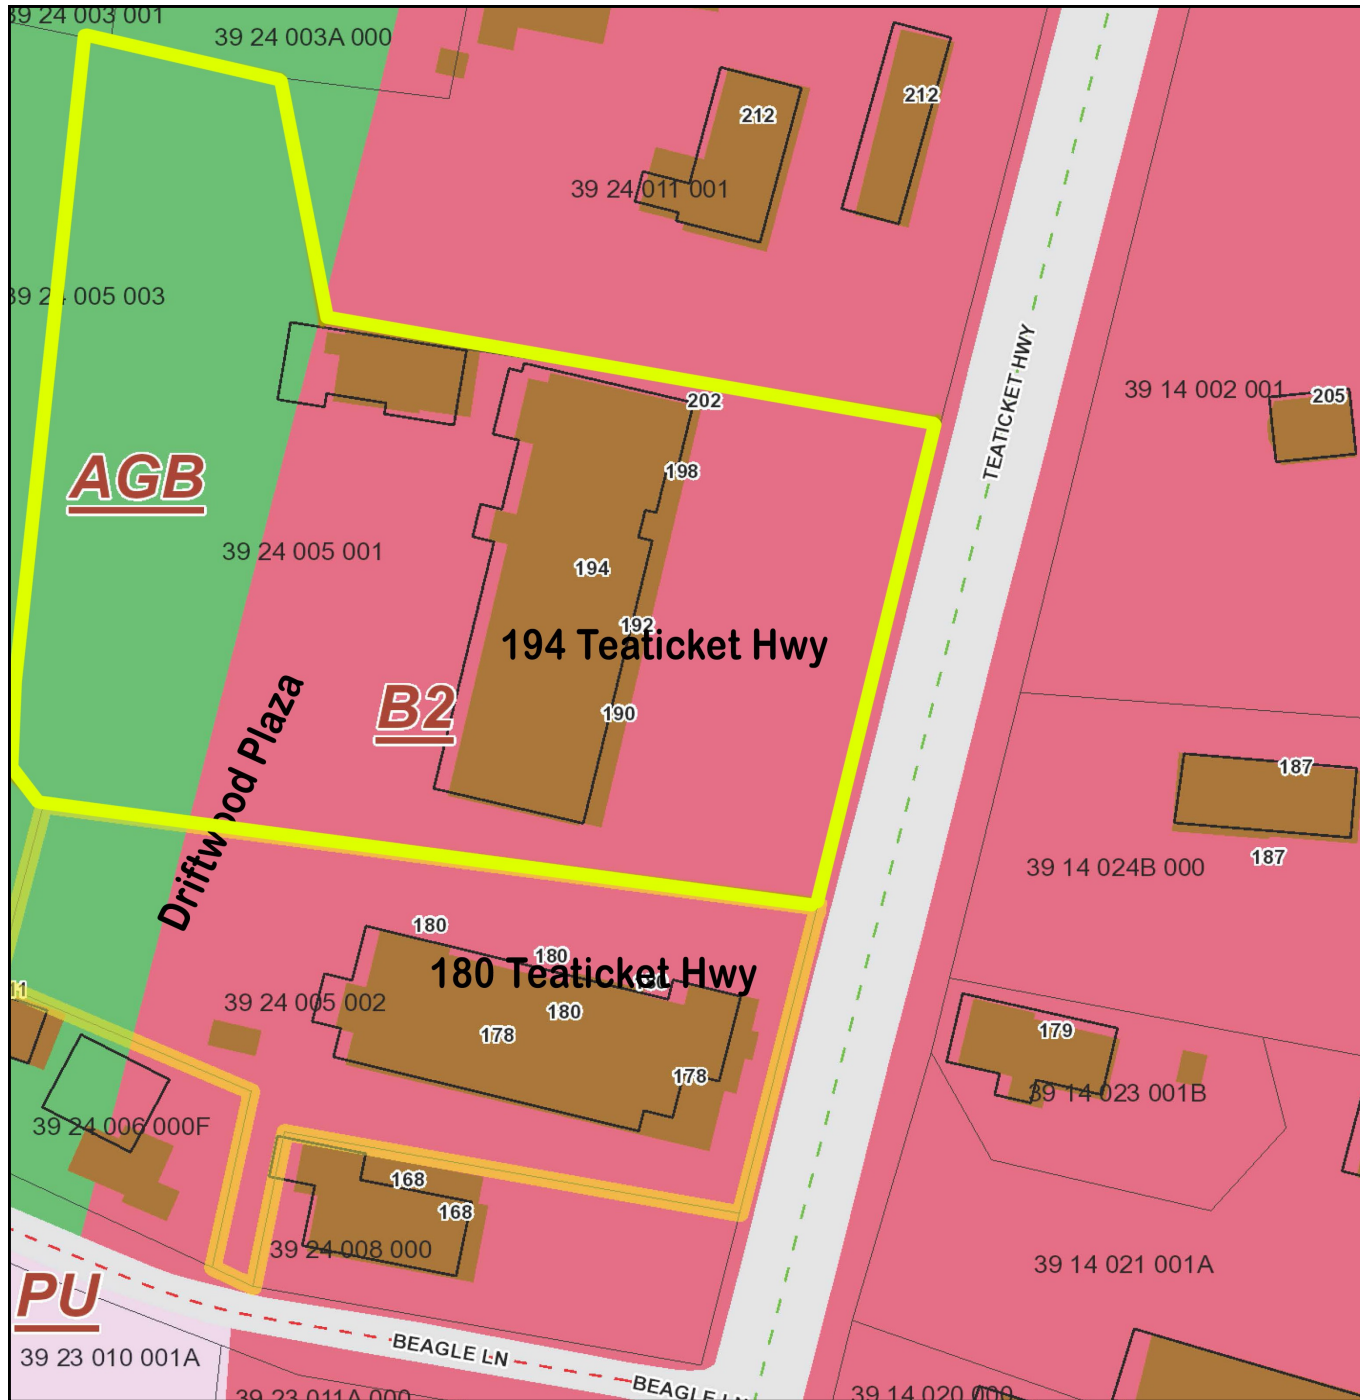 39 24 003 001
39 24 003A 000
212
212
39 24 011 001
39 24 005 003
TEATICKET HWY
39 14 002 001
205
202
198
AGB
39 24 005 001
194
192
194 Teaticket Hwy
B2
190
Driftwood Plaza
187
187
39 14 024B 000
180
180
180 Teaticket Hwy
180
39 24 005 002
180
178
178
179
39 14 023 001B
11
39 24 006 000F
168
168
39 24 008 000
39 14 021 001A
PU
39 23 010 001A
BEAGLE LN
BEAGLE LN
39 23 011A 000
39 14 020 000